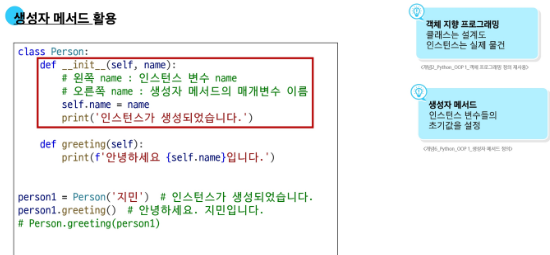 생성자 메서드 활용
class Person:
    def __init__(self, name):
        # 왼쪽 name : 인스턴스 변수 name
        # 오른쪽 name : 생성자 메서드의 매개변수 이름
        self.name = name
        print('인스턴스가 생성되었습니다.')
    def greeting(self):
        print(f'안녕하세요 {self.name}입니다.')
person1 = Person('지민')  # 인스턴스가 생성되었습니다.
person1.greeting()  # 안녕하세요. 지민입니다.
# Person.greeting(person1)
객체 지향 프로그래밍
클래스는 설계도
인스턴스는 실제 물건
생성자 메서드
인스턴스 변수들의
초기값을 설정